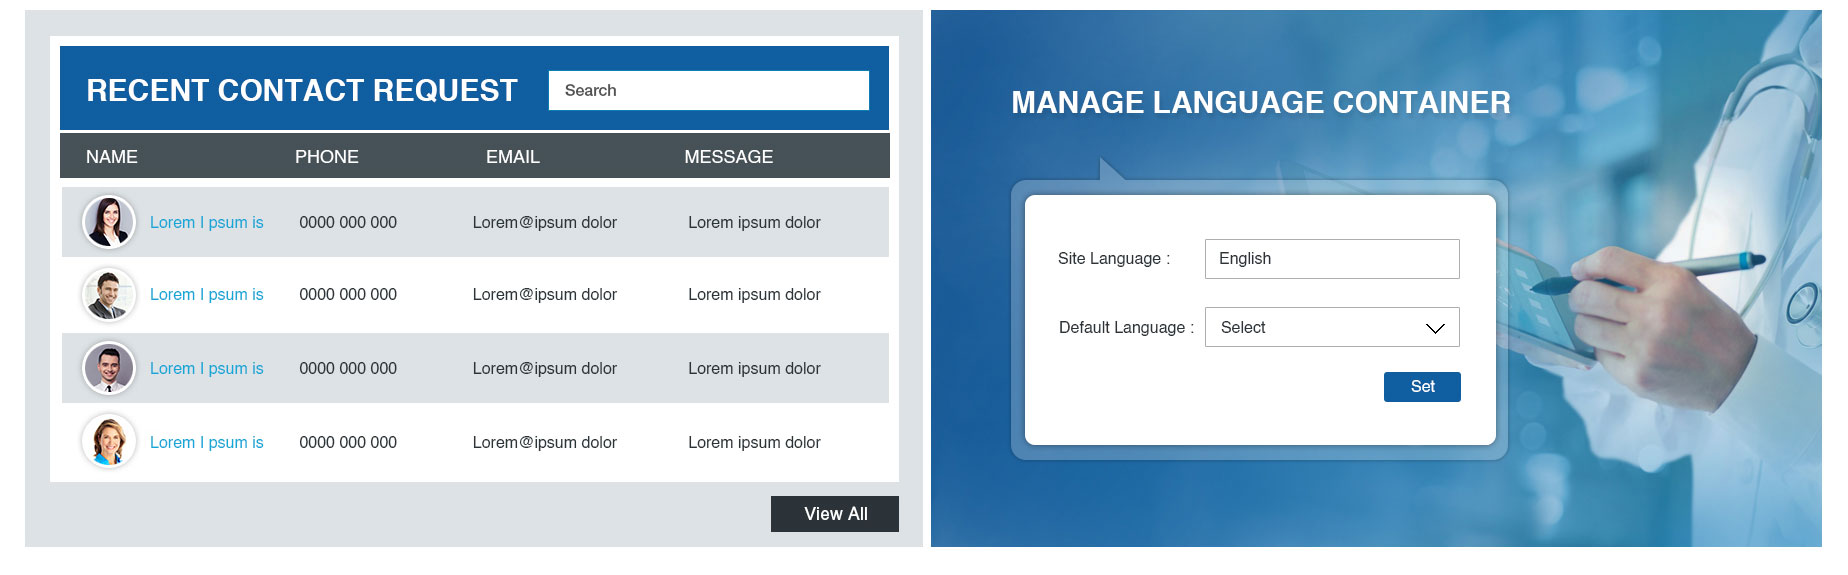 RECENT CONTACT REQUEST Search
NAME PHONE EMAIL MESSAGE
Lorem I psum is 0000 000 000 Lorem@ipsum dolor Lorem ipsum dolor
Lorem I psum is 0000 000 000 Lorem@ipsum dolor Lorem ipsum dolor
Lorem I psum is 0000 000 000 Lorem@ipsum dolor Lorem ipsum dolor
Lorem I psum is 0000 000 000 Lorem@ipsum dolor Lorem ipsum dolor
View All
MANAGE LANGUAGE CONTAINER
Site Language : English
Default Language : Select
Set